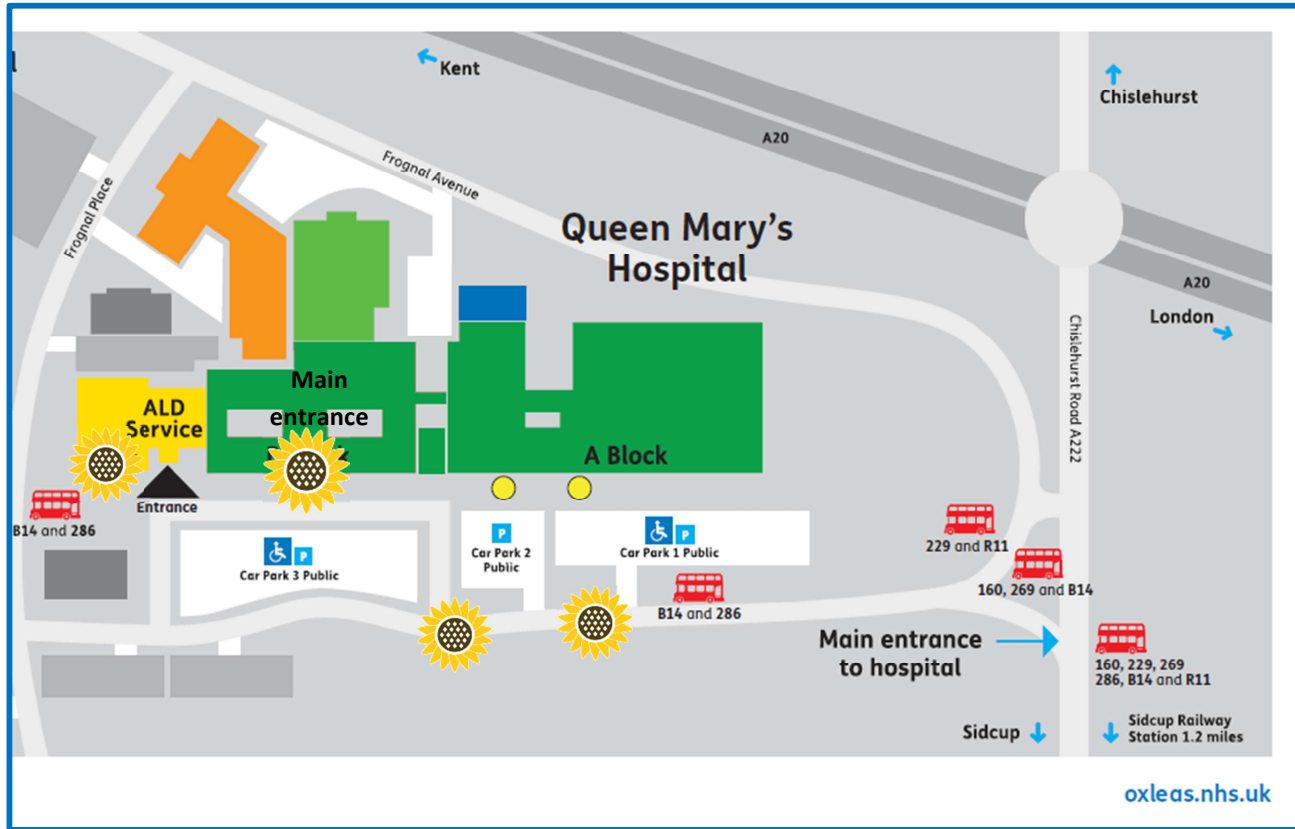 Kent
Chislehurst
A20
Frognal Avenue
Frognal Place
Queen Mary's
Hospital
A20
London
Chislehurst Road A222
Main
entrance
ALD
Service
A Block
Entrance
B14 and 286
P
Car Park 3 Public
P
Car Park 2
Public
P
Car Park 1 Public
229 and R11
160, 269 and B14
B14 and 286
Main entrance
to hospital
160, 229, 269
286, B14 and R11
Sidcup
Sidcup Railway
Station 1.2 miles
oxleas.nhs.uk